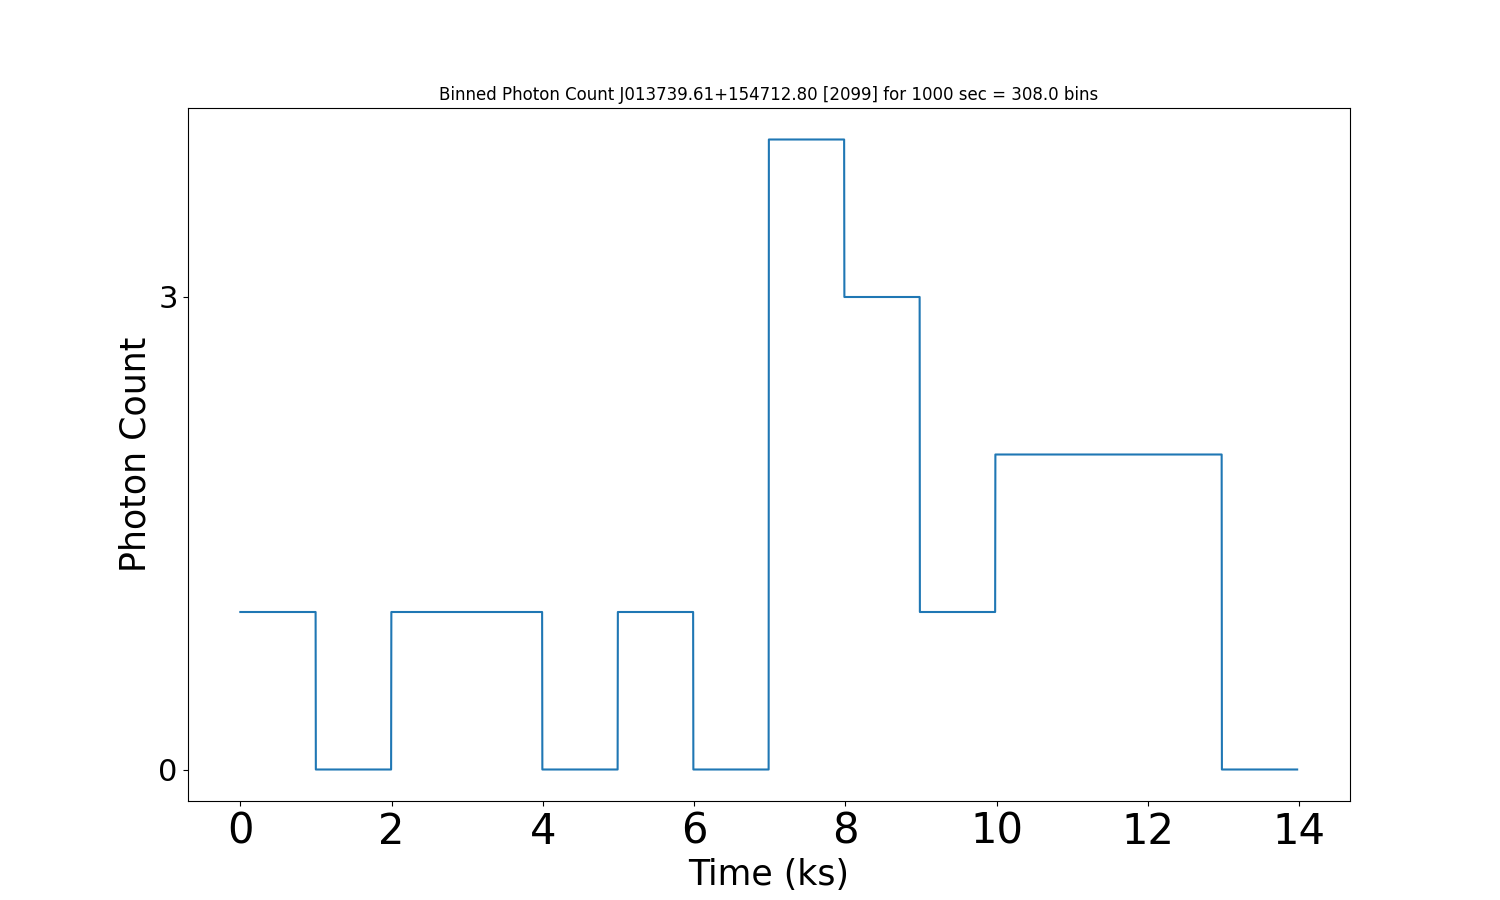 Binned Photon Count J013739.61+154712.80 [2099] for 1000 sec = 308.0 bins
3
Photon Count
0
0 2 4 6 8 10 12 14
Time (ks)